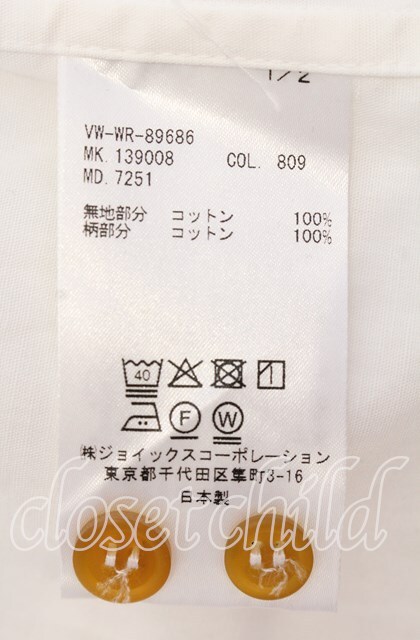 1/2
VW-WR-89686
MK. 139008 COL. 809
MD. 7251
無地部分 コットン 100%
柄部分 コットン 100%
40
F W
㈱ジョイックスコーポレーション
東京都千代田区隼町3-16
日本製
closet child